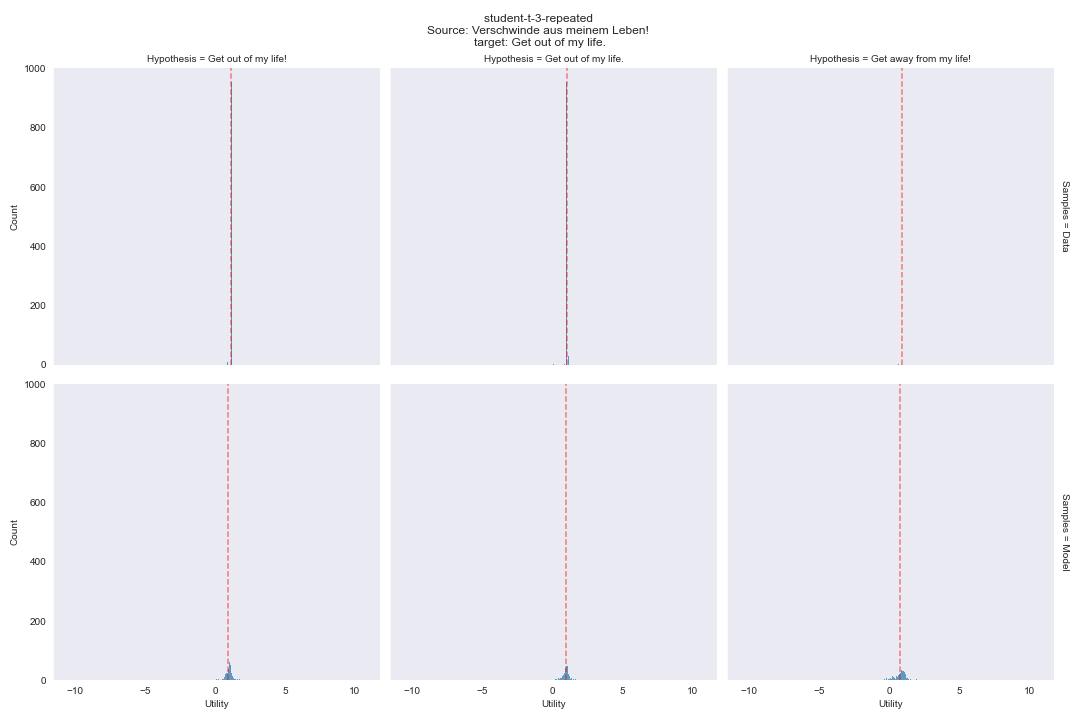 student-t-3-repeated
Source: Verschwinde aus meinem Leben!
target: Get out of my life.
Hypothesis = Get out of my life!
Hypothesis = Get out of my life.
Hypothesis = Get away from my life!
1000
800
600
400
200
0
Count
Samples = Data
1000
800
600
400
200
0
Count
Samples = Model
−10 −5 0 5 10
−10 −5 0 5 10
−10 −5 0 5 10
Utility
Utility
Utility